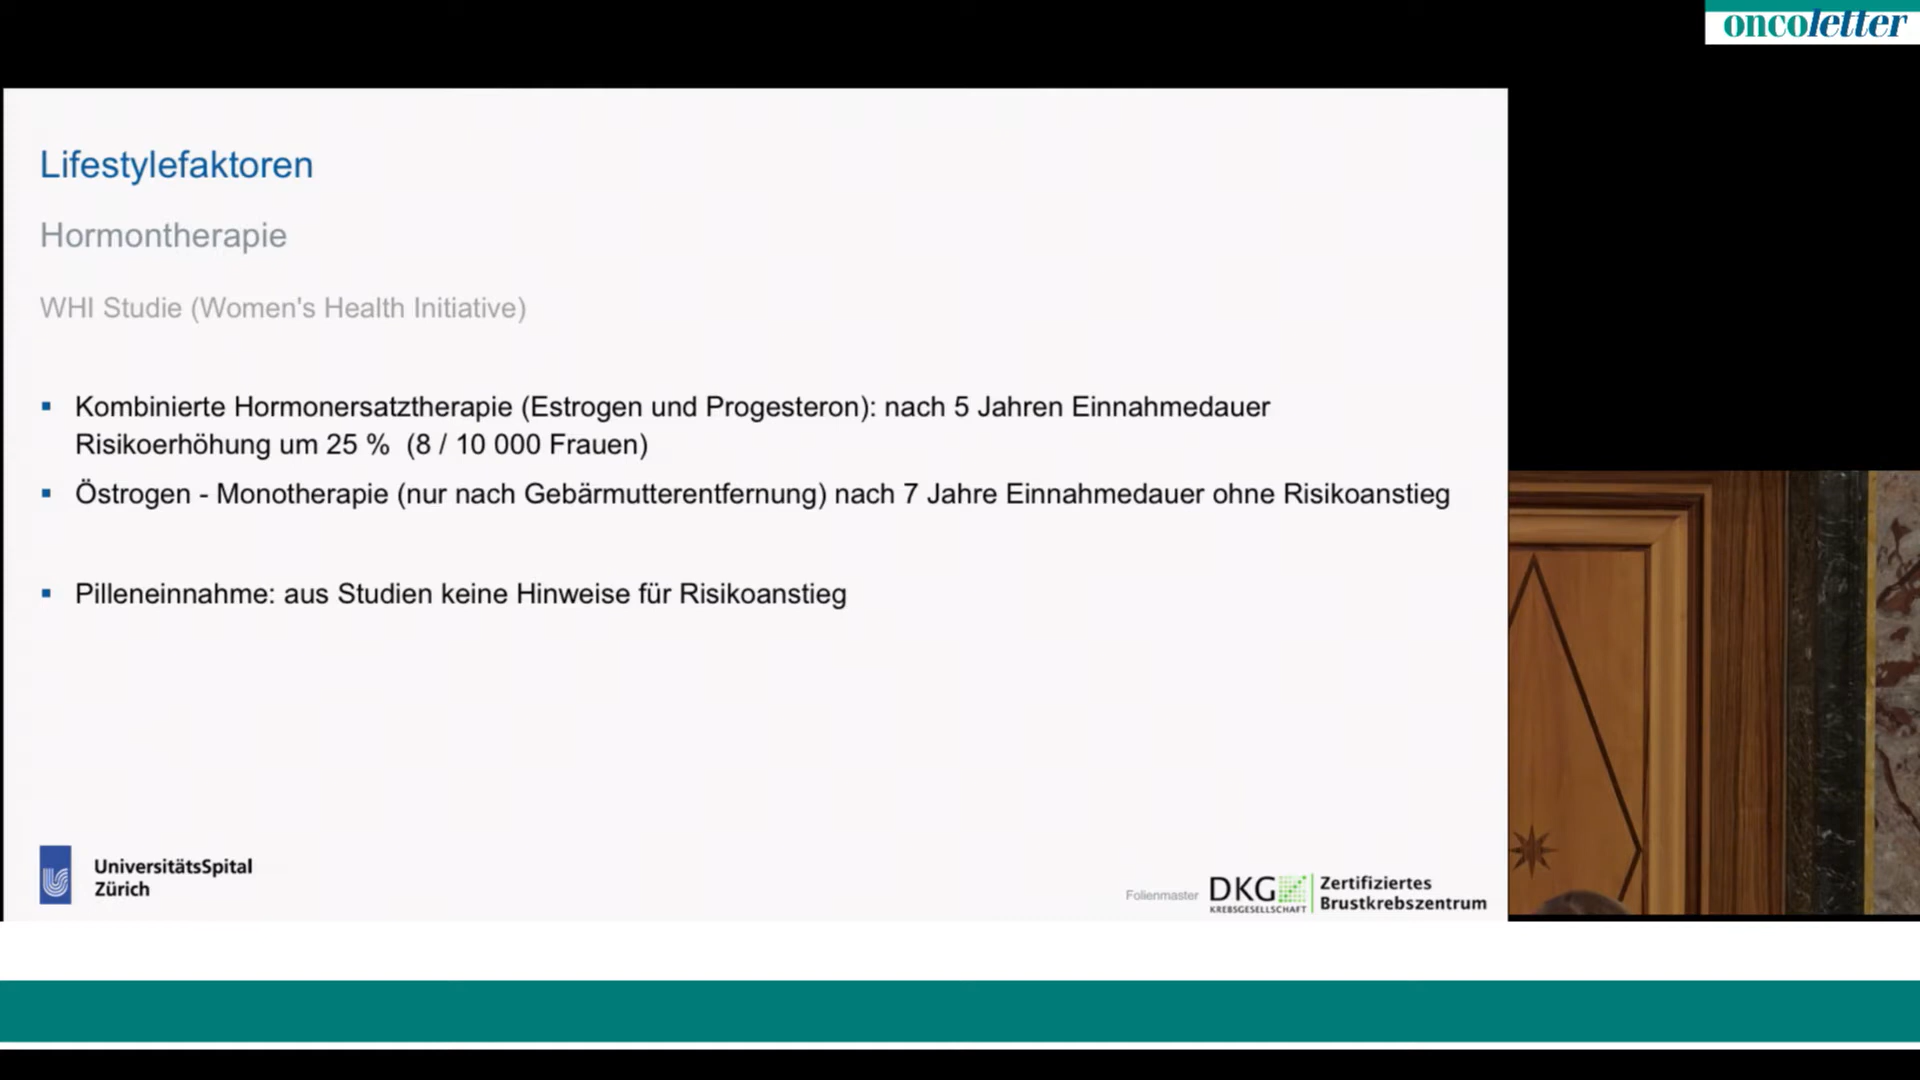 oncoletter
Lifestylefaktoren
Hormontherapie
WHI Studie (Women's Health Initiative)
▪ Kombinierte Hormonersatztherapie (Estrogen und Progesteron): nach 5 Jahren Einnahmedauer
Risikoerhöhung um 25 % (8 / 10 000 Frauen)
▪ Östrogen - Monotherapie (nur nach Gebärmutterentfernung) nach 7 Jahre Einnahmedauer ohne Risikoanstieg
▪ Pilleneinnahme: aus Studien keine Hinweise für Risikoanstieg
UniversitätsSpital
Zürich
Folienmaster
DKG
KREBSGESELLSCHAFT
Zertifiziertes
Brustkrebszentrum